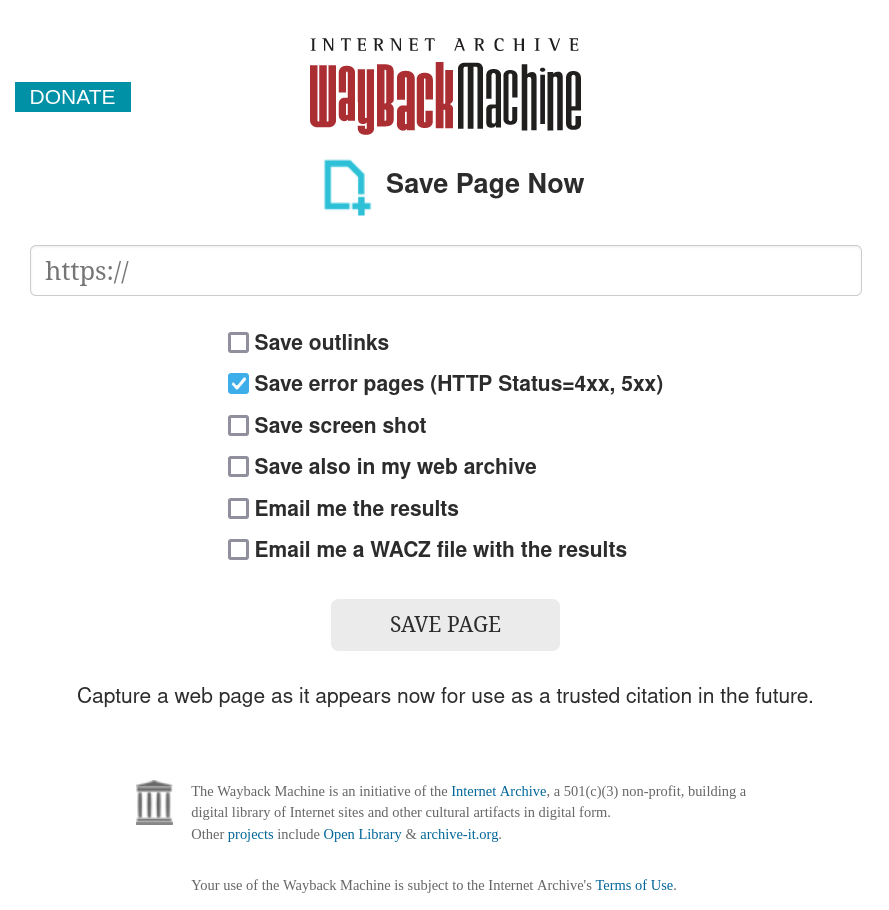 INTERNET ARCHIVE
DONATE
WayBackMachine
Save Page Now
https://
Save outlinks
Save error pages (HTTP Status=4xx, 5xx)
Save screen shot
Save also in my web archive
Email me the results
Email me a WACZ file with the results
SAVE PAGE
Capture a web page as it appears now for use as a trusted citation in the future.
The Wayback Machine is an initiative of the Internet Archive, a 501(c)(3) non-profit, building a
digital library of Internet sites and other cultural artifacts in digital form.
Other projects include Open Library & archive-it.org.
Your use of the Wayback Machine is subject to the Internet Archive's Terms of Use.